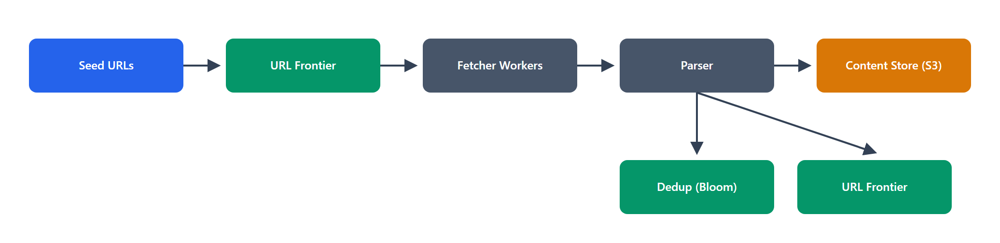 Seed URLs
URL Frontier
Fetcher Workers
Parser
Content Store (S3)
Dedup (Bloom)
URL Frontier